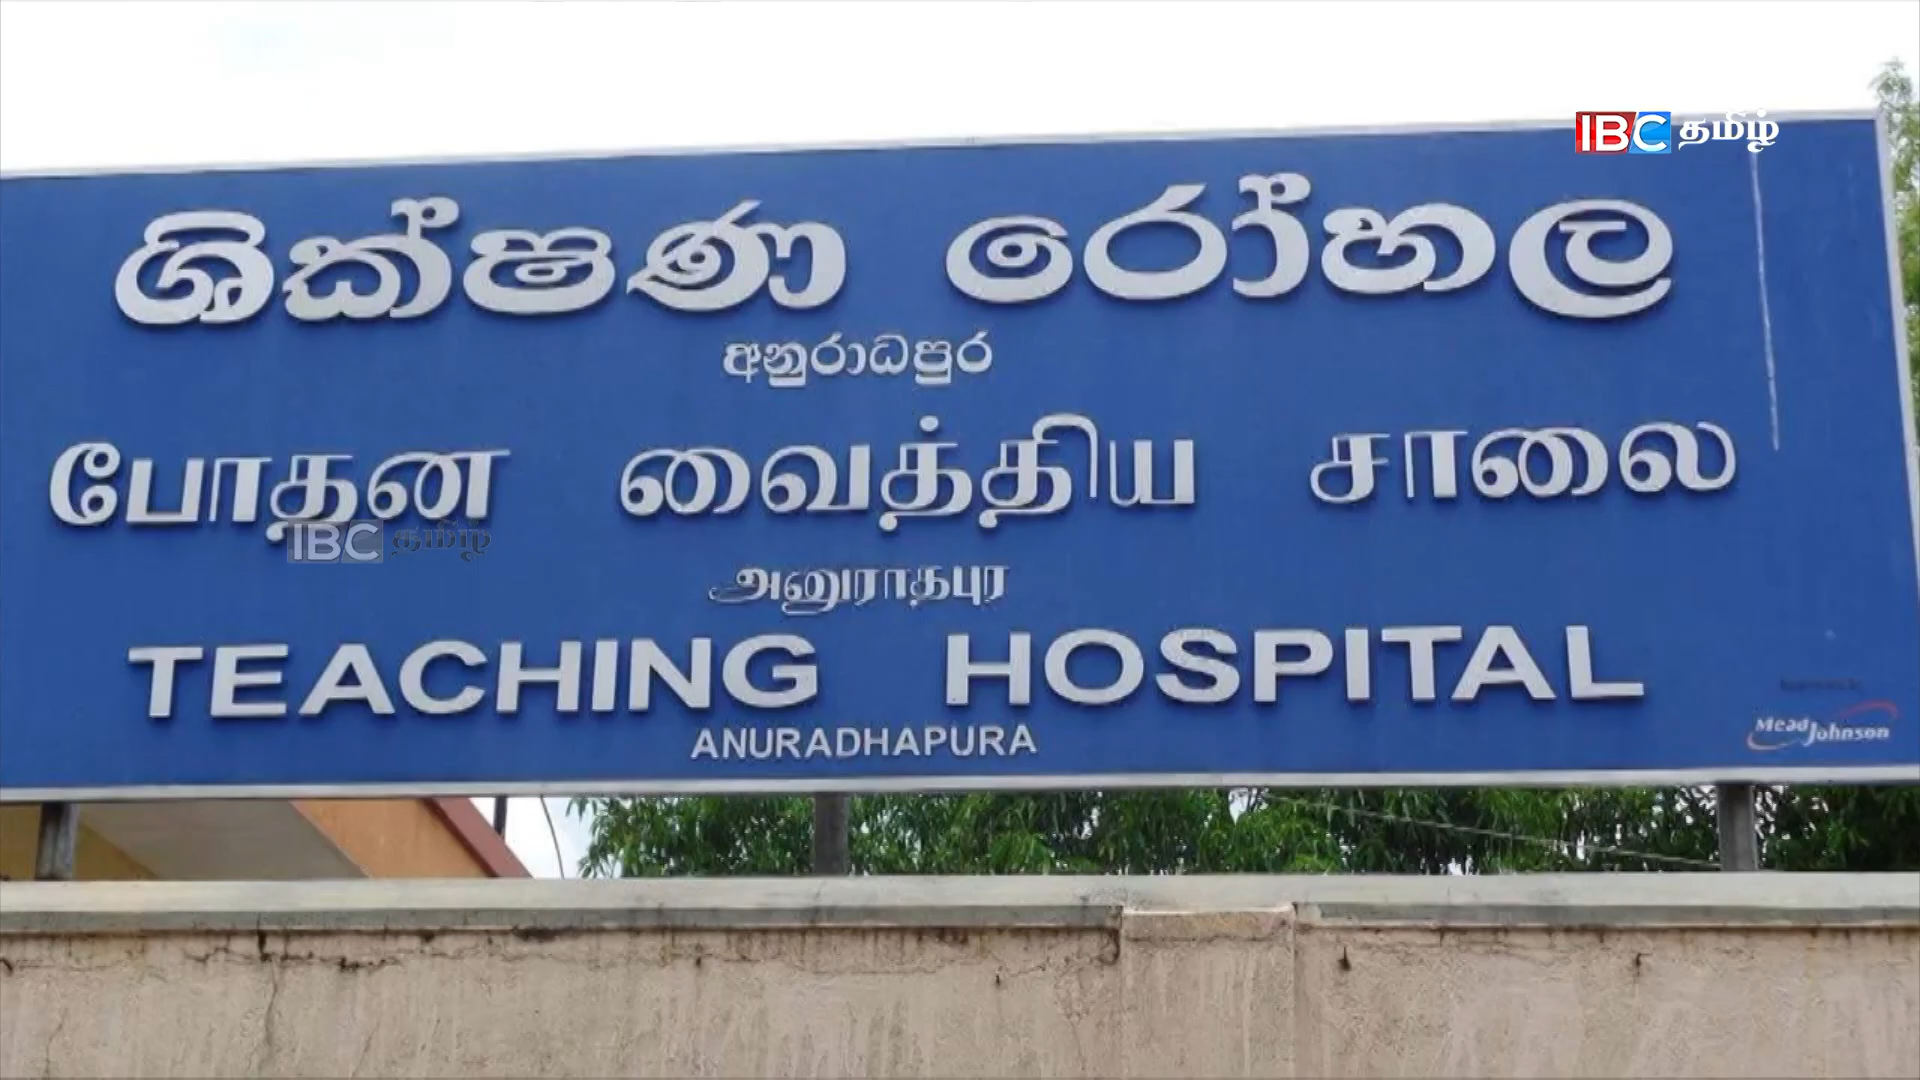 IBC தமிழ்
ශික්ෂණ රෝහල
අනුරාධපුර
போதன வைத்திய சாலை
IBC தமிழ்
அனுராதபுர
TEACHING HOSPITAL
ANURADHAPURA
Mead Johnson